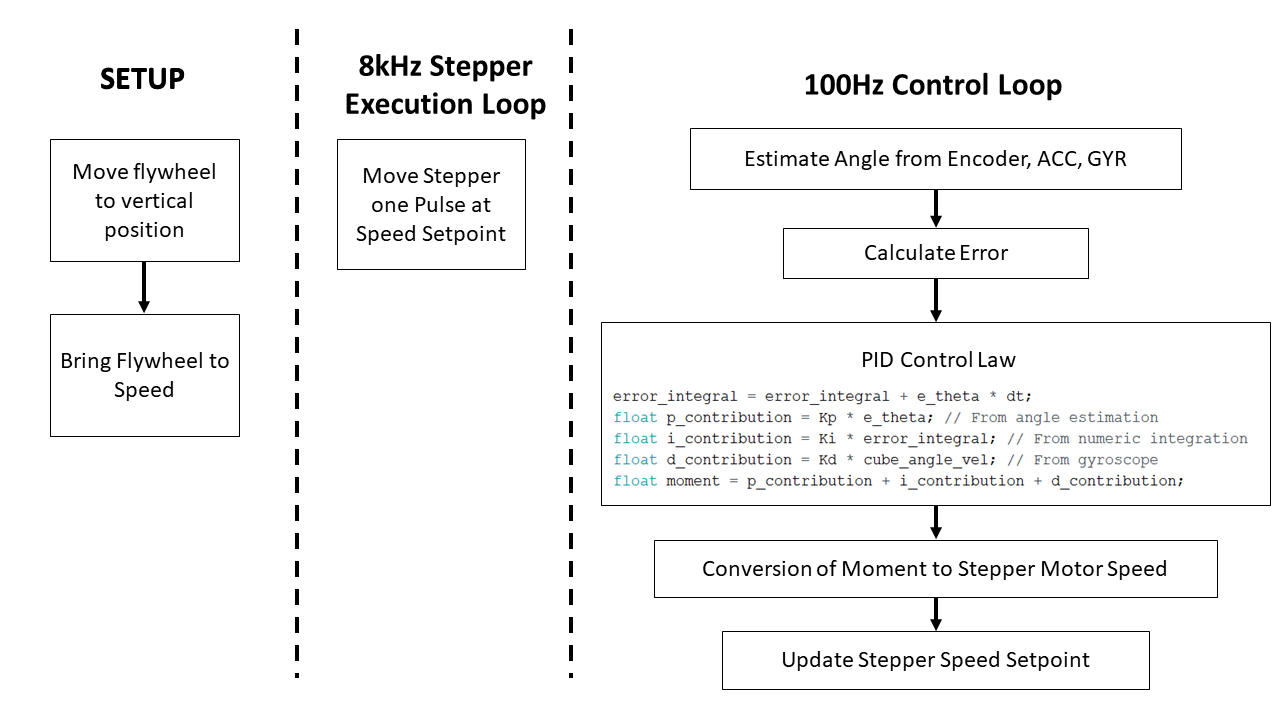 SETUP
Move flywheel
to vertical
position
Bring Flywheel to
Speed
8kHz Stepper
Execution Loop
Move Stepper
one Pulse at
Speed Setpoint
100Hz Control Loop
Estimate Angle from Encoder, ACC, GYR
Calculate Error
PID Control Law
error_integral = error_integral + e_theta * dt;
float p_contribution = Kp * e_theta; // From angle estimation
float i_contribution = Ki * error_integral; // From numeric integration
float d_contribution = Kd * cube_angle_vel; // From gyroscope
float moment = p_contribution + i_contribution + d_contribution;
Conversion of Moment to Stepper Motor Speed
Update Stepper Speed Setpoint